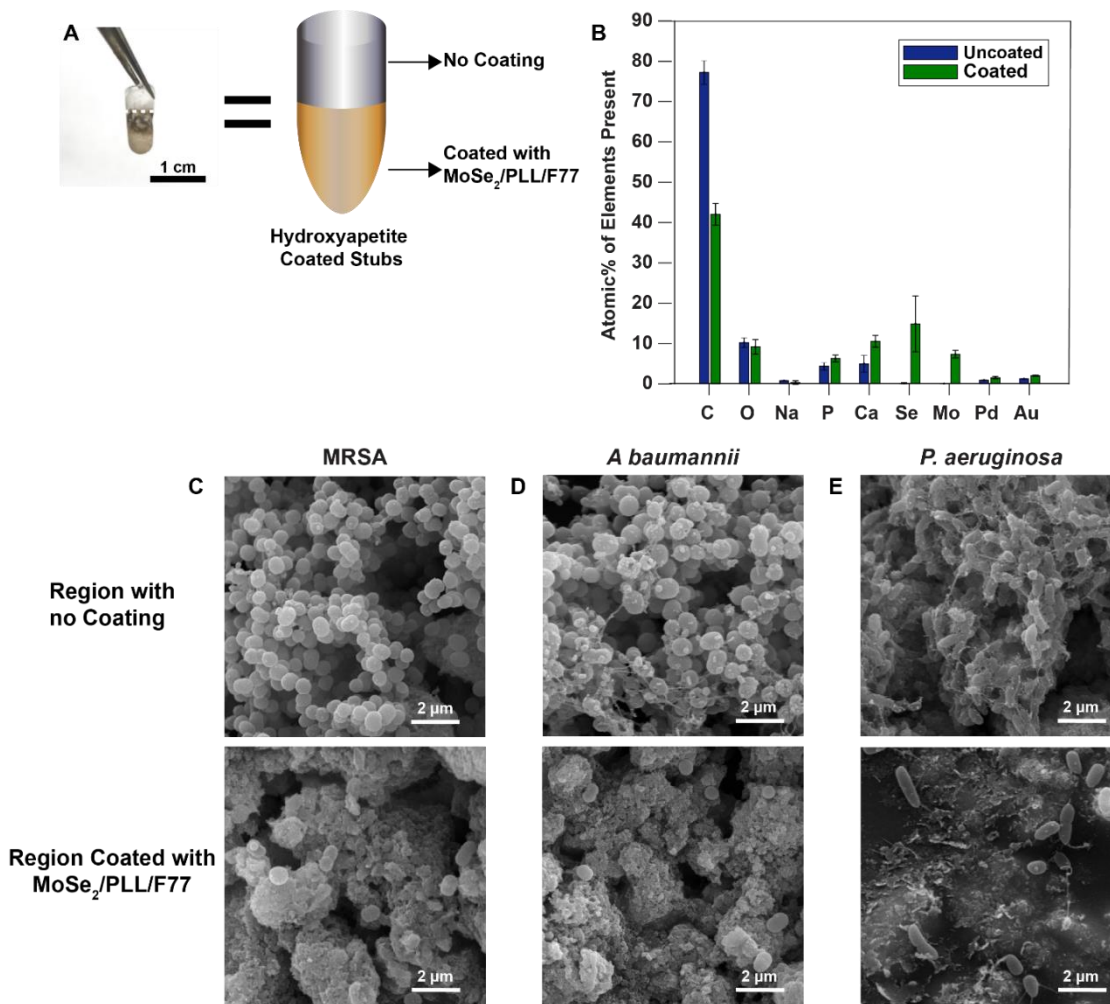 A
1 cm
No Coating
Coated with
MoSe₂/PLL/F77
Hydroxyapetite
Coated Stubs
B
Atomic% of Elements Present
90
80
70
60
50
40
30
20
10
0
Uncoated
Coated
C O Na P Ca Se Mo Pd Au
MRSA
A baumannii
P. aeruginosa
C
D
E
Region with
no Coating
2 µm
2 µm
2 µm
Region Coated with
MoSe₂/PLL/F77
2 µm
2 µm
2 µm